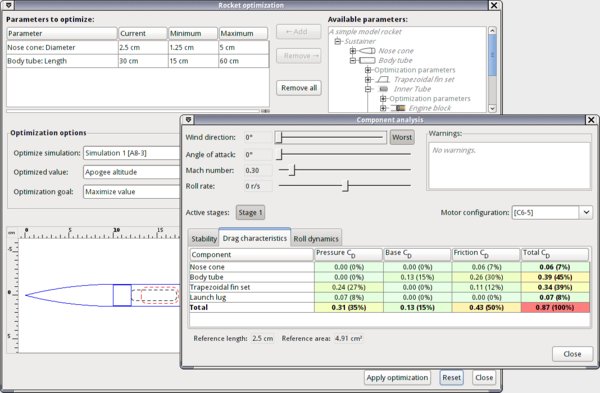 Rocket optimization
Parameters to optimize:
Parameter Current Minimum Maximum
Nose cone: Diameter 2.5 cm 1.25 cm 5 cm
Body tube: Length 30 cm 15 cm 60 cm
← Add
Remove →
Remove all
Available parameters:
A simple model rocket
Sustainer
Nose cone
Body tube
Optimization parameters
Trapezoidal fin set
Inner Tube
Optimization parameters
Engine block
Optimization options
Optimize simulation: Simulation 1 [A8-3]
Optimized value: Apogee altitude
Optimization goal: Maximize value
cm 0 5 10 15
-5
0
5
Component analysis
Wind direction: 0° Worst
Angle of attack: 0°
Mach number: 0.30
Roll rate: 0 r/s
Warnings:
No warnings.
Active stages: Stage 1
Motor configuration: [C6-5]
Stability Drag characteristics Roll dynamics
Component Pressure CD Base CD Friction CD Total CD
Nose cone 0.00 (0%) 0.00 (0%) 0.06 (7%) 0.06 (7%)
Body tube 0.00 (0%) 0.13 (15%) 0.26 (30%) 0.39 (45%)
Trapezoidal fin set 0.24 (27%) 0.00 (0%) 0.11 (12%) 0.34 (39%)
Launch lug 0.07 (8%) 0.00 (0%) 0.00 (0%) 0.07 (8%)
Total 0.31 (35%) 0.13 (15%) 0.43 (50%) 0.87 (100%)
Reference length: 2.5 cm Reference area: 4.91 cm²
Close
Apply optimization Reset Close